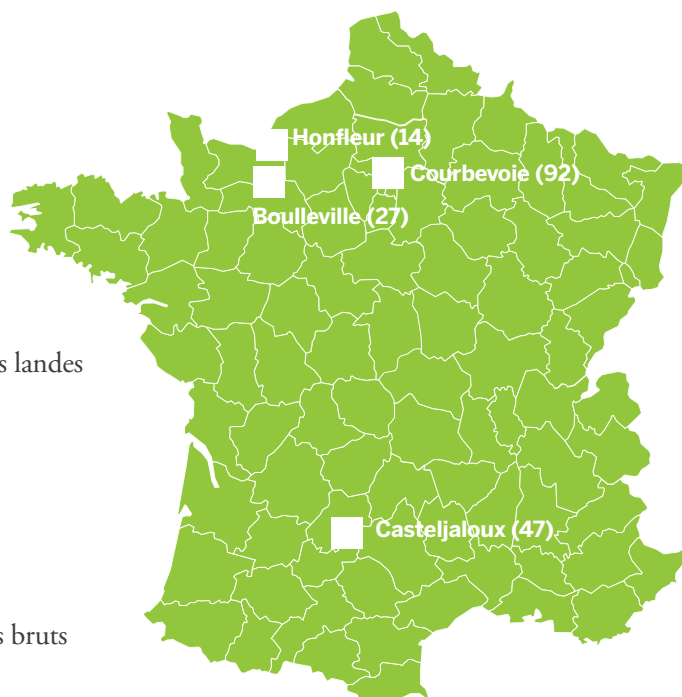 Honfleur (14)
Courbevoie (92)
Boulleville (27)
s landes
Casteljaloux (47)
s bruts